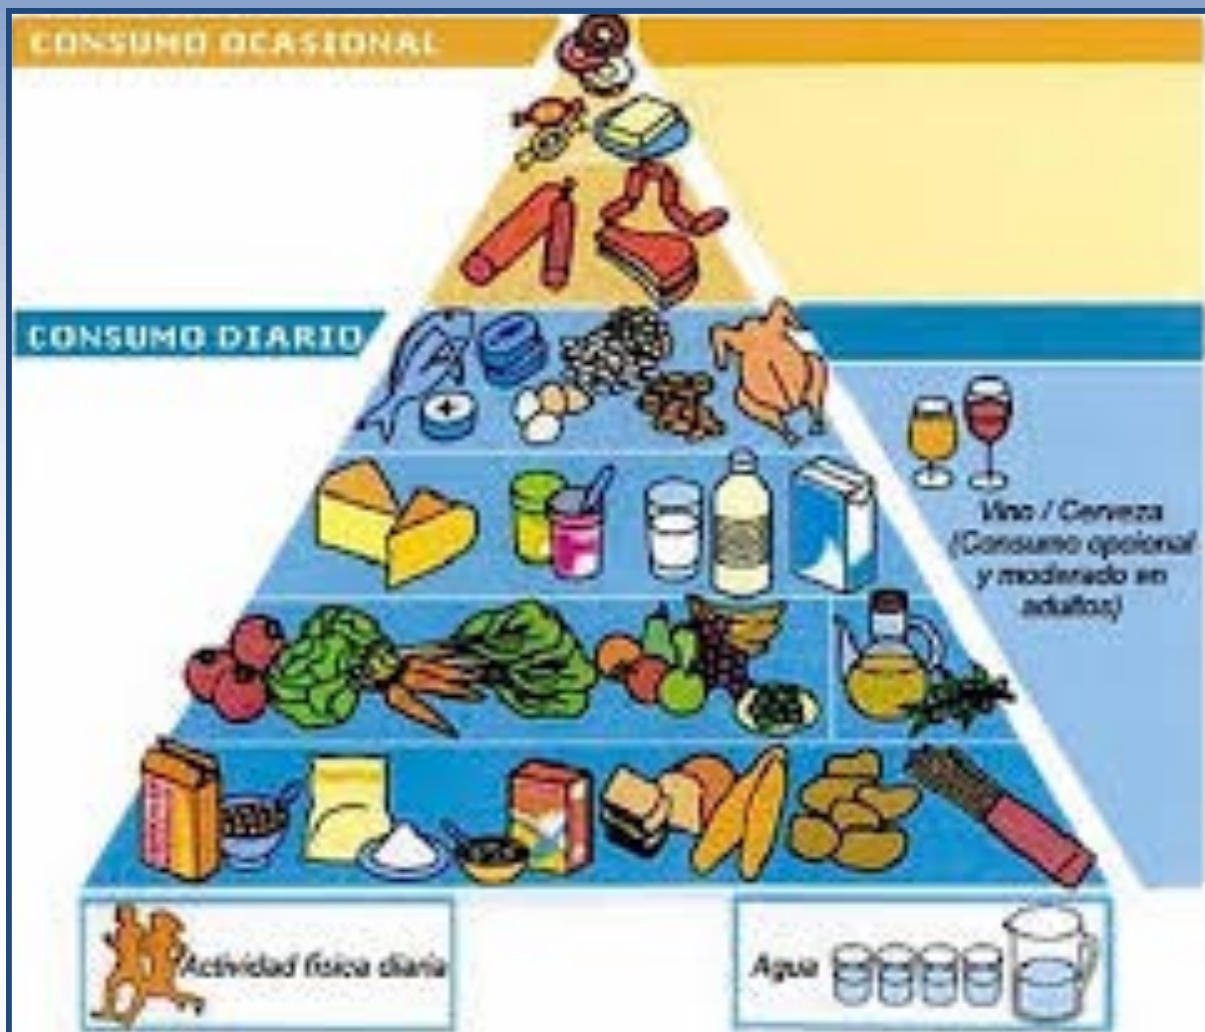 CONSUMO OCASIONAL
CONSUMO DIARIO
Vino / Cerveza
(Consumo opcional
y moderado en
adultos)
Actividad física diaria
Agua